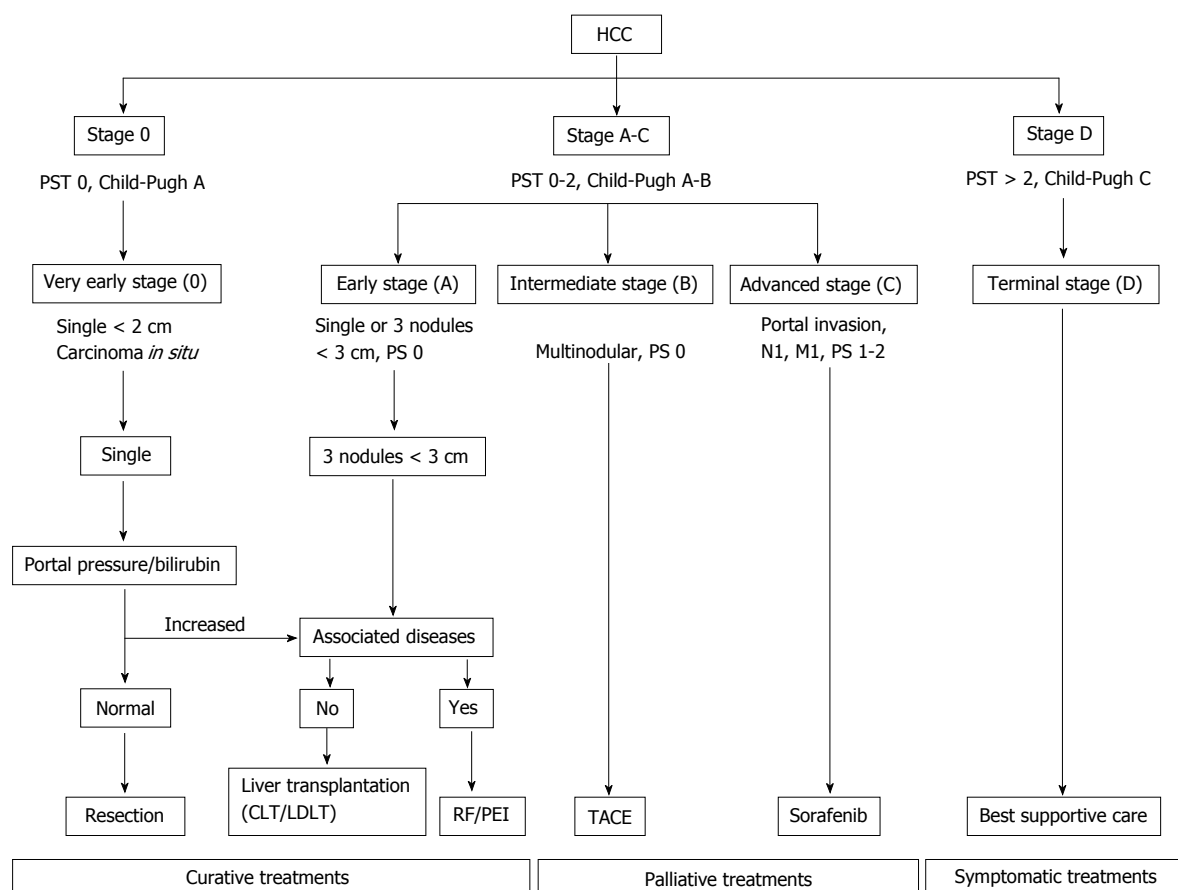 HCC
Stage 0
Stage A-C
Stage D
PST 0, Child-Pugh A
PST 0-2, Child-Pugh A-B
PST > 2, Child-Pugh C
Very early stage (0)
Early stage (A)
Intermediate stage (B)
Advanced stage (C)
Terminal stage (D)
Single < 2 cm
Carcinoma in situ
Single or 3 nodules
< 3 cm, PS 0
Multinodular, PS 0
Portal invasion,
N1, M1, PS 1-2
Single
3 nodules < 3 cm
Portal pressure/bilirubin
Increased
Associated diseases
Normal
No
Yes
Resection
Liver transplantation
(CLT/LDLT)
RF/PEI
TACE
Sorafenib
Best supportive care
Curative treatments
Palliative treatments
Symptomatic treatments